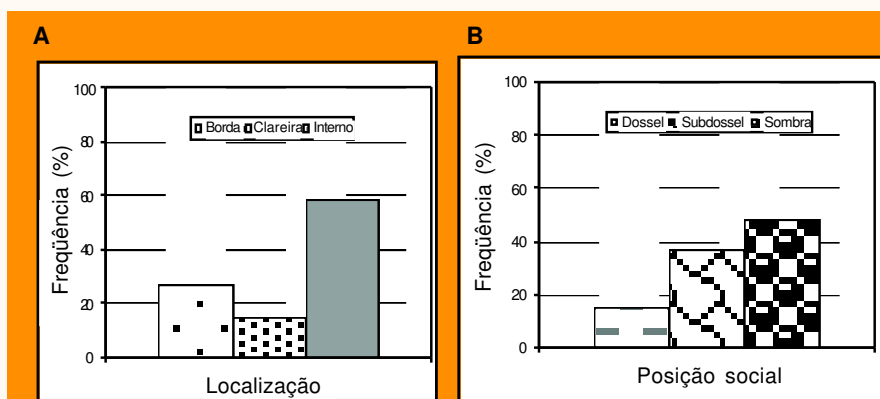 A
Freqüência (%)
100
80
60
40
20
0
Borda Clareira Interno
Localização
B
Freqüência (%)
100
80
60
40
20
0
Dossel Subdossel Sombra
Posição social